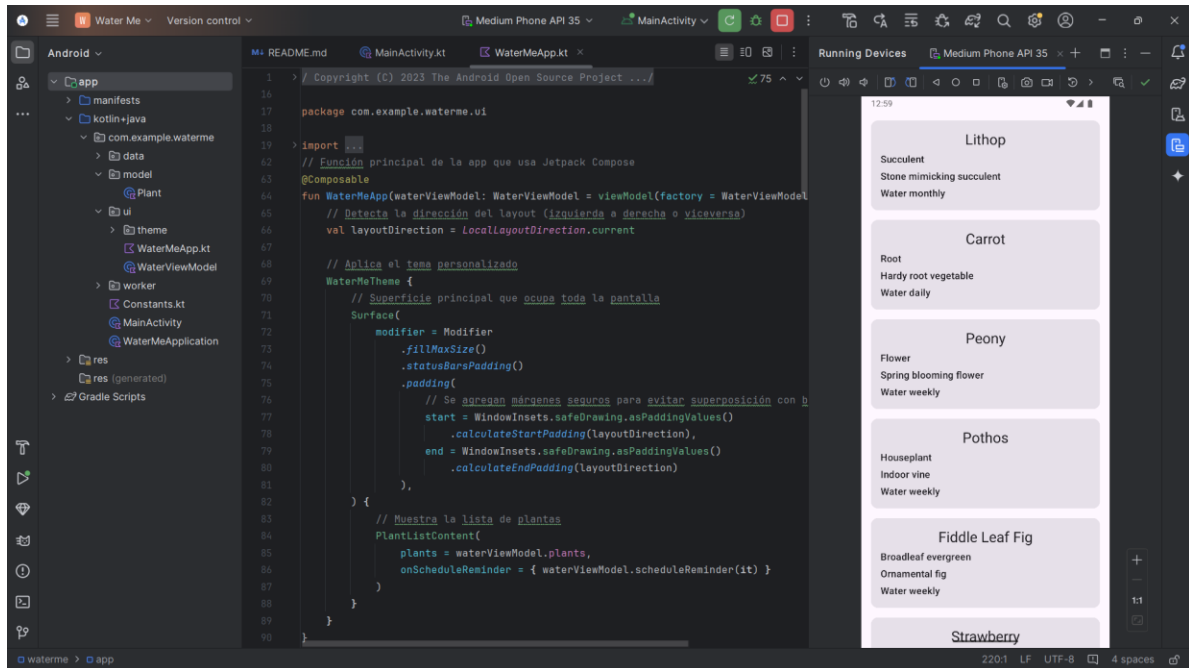 W Water Me Version control Medium Phone API 35 MainActivity
Android
app
manifests
kotlin+java
com.example.waterme
data
model
Plant
ui
theme
WaterMeApp.kt
WaterViewModel
worker
Constants.kt
MainActivity
WaterMeApplication
res
res (generated)
Gradle Scripts
M↓ README.md MainActivity.kt WaterMeApp.kt
75
1 / Copyright (C) 2023 The Android Open Source Project .../
16
17 package com.example.waterme.ui
18
19 import ...
62 // Función principal de la app que usa Jetpack Compose
63 @Composable
64 fun WaterMeApp(waterViewModel: WaterViewModel = viewModel(factory = WaterViewModel
65 // Detecta la dirección del layout (izquierda a derecha o viceversa)
66 val layoutDirection = LocalLayoutDirection.current
67
68 // Aplica el tema personalizado
69 WaterMeTheme {
70 // Superficie principal que ocupa toda la pantalla
71 Surface(
72 modifier = Modifier
73 .fillMaxSize()
74 .statusBarsPadding()
75 .padding(
76 // Se agregan márgenes seguros para evitar superposición con b
77 start = WindowInsets.safeDrawing.asPaddingValues()
78 .calculateStartPadding(layoutDirection),
79 end = WindowInsets.safeDrawing.asPaddingValues()
80 .calculateEndPadding(layoutDirection)
81 ),
82 ) {
83 // Muestra la lista de plantas
84 PlantListContent(
85 plants = waterViewModel.plants,
86 onScheduleReminder = { waterViewModel.scheduleReminder(it) }
87 )
88 }
89 }
90 }
Running Devices Medium Phone API 35
12:59
Lithop
Succulent
Stone mimicking succulent
Water monthly
Carrot
Root
Hardy root vegetable
Water daily
Peony
Flower
Spring blooming flower
Water weekly
Pothos
Houseplant
Indoor vine
Water weekly
Fiddle Leaf Fig
Broadleaf evergreen
Ornamental fig
Water weekly
Strawberry
1:1
waterme > app
220:1 LF UTF-8 4 spaces